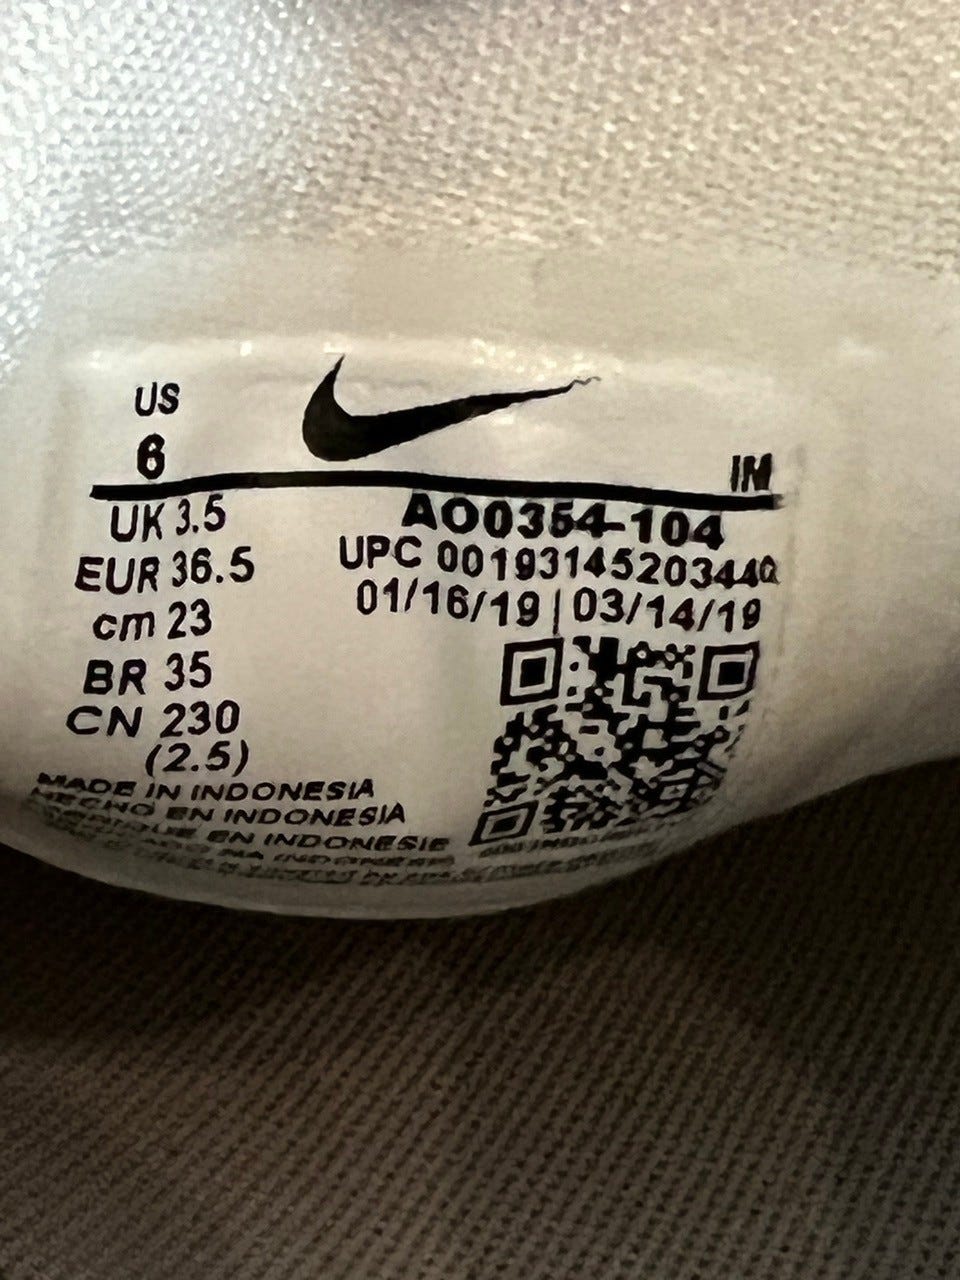 US
6
IM
UK 3.5
EUR 36.5
cm 23
BR 35
CN 230
(2.5)
AO0354-104
UPC 00193145203440
01/16/19 | 03/14/19
MADE IN INDONESIA
HECHO EN INDONESIA
EN INDONESIE